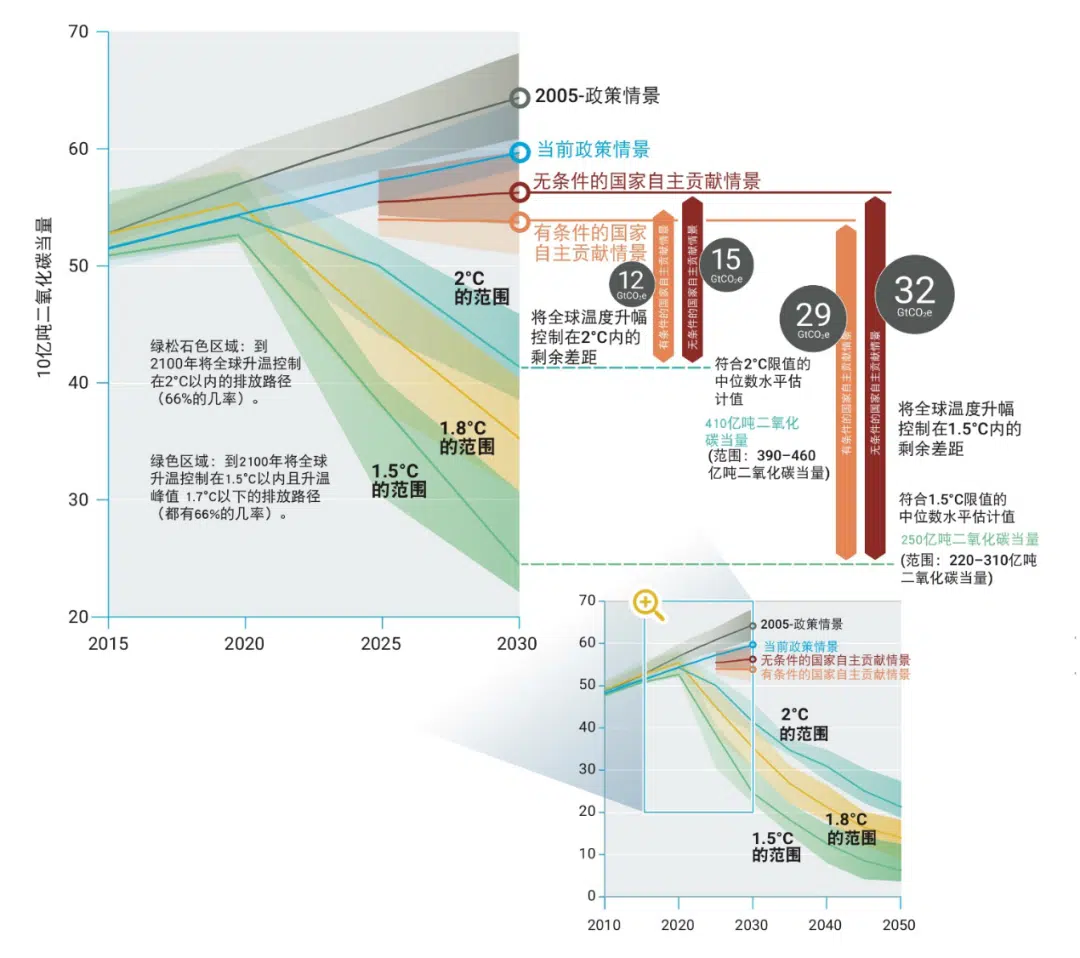 70
60
50
40
30
20
10亿吨二氧化碳当量
2015
2020
2025
2030
2005-政策情景
当前政策情景
无条件的国家自主贡献情景
有条件的国家
自主贡献情景
2°C
的范围
1.8°C
的范围
1.5°C
的范围
绿松石色区域：到
2100年将全球升温控制
在2°C以内的排放路径
（66%的几率）。
绿色区域：到2100年将全球
升温控制在1.5°C以内且升温
峰值 1.7°C以下的排放路径
（都有66%的几率）。
12
GtCO₂e
有条件的国家自主贡献情景
无条件的国家自主贡献情景
15
GtCO₂e
将全球温度升幅
控制在2°C内的
剩余差距
符合2°C限值的
中位数水平估
计值
410亿吨二氧化
碳当量
(范围：390–460
亿吨二氧化碳当量)
29
GtCO₂e
有条件的国家自主贡献情景
无条件的国家自主贡献情景
32
GtCO₂e
将全球温度升幅
控制在1.5°C内的
剩余差距
符合1.5°C限值的
中位数水平估计值
250亿吨二氧化碳当量
(范围：220–310亿吨
二氧化碳当量)
70
60
50
40
30
20
10
0
2010
2020
2030
2040
2050
2005-政策情景
当前政策情景
无条件的国家自主贡献情景
有条件的国家自主贡献情景
2°C
的范围
1.8°C
的范围
1.5°C
的范围